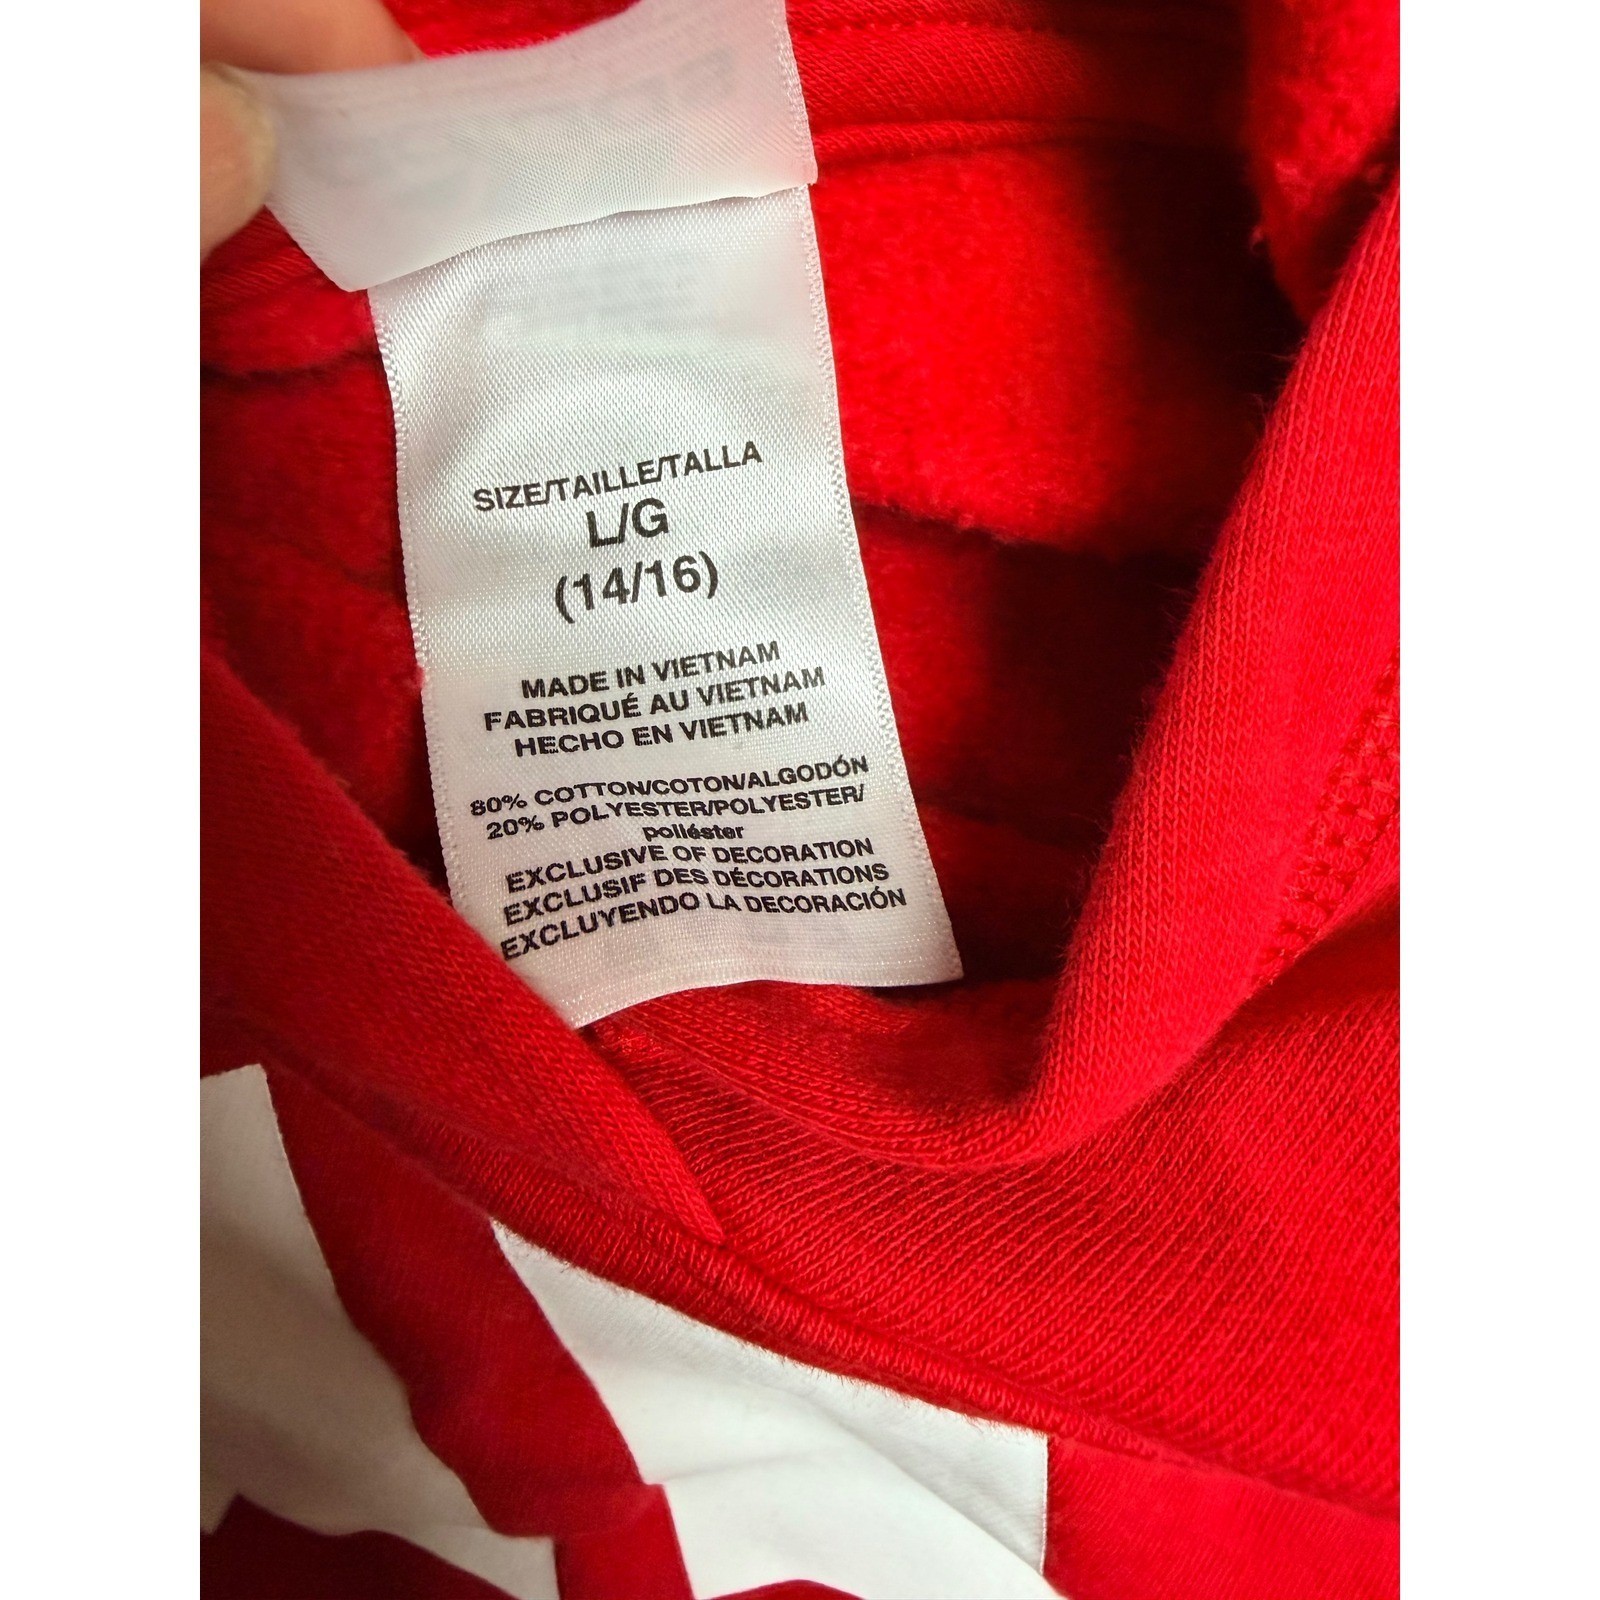 SIZE/TAILLE/TALLA
L/G
(14/16)
MADE IN VIETNAM
FABRIQUÉ AU VIETNAM
HECHO EN VIETNAM
80% COTTON/COTON/ALGODÓN
20% POLYESTER/POLYESTER/
poliéster
EXCLUSIVE OF DECORATION
EXCLUSIF DES DÉCORATIONS
EXCLUYENDO LA DECORACIÓN